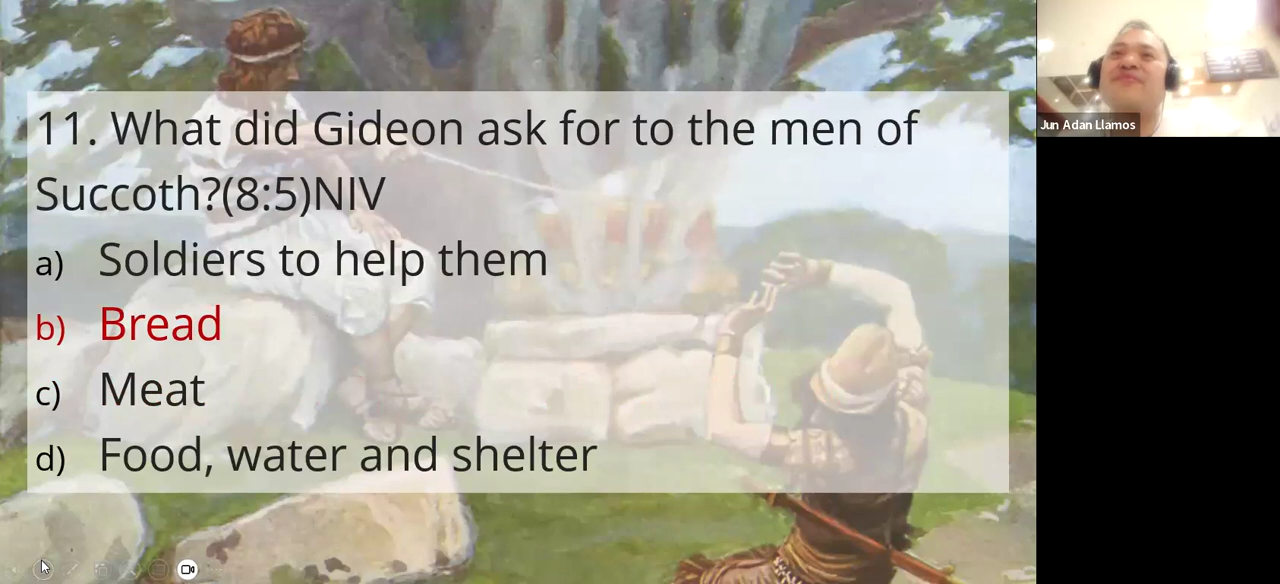 11. What did Gideon ask for to the men of
Succoth?(8:5)NIV
a) Soldiers to help them
b) Bread
c) Meat
d) Food, water and shelter
Jun Adan Llamos